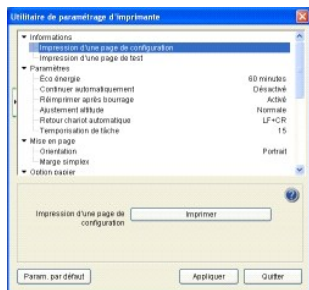 Utilitaire de paramétrage d'imprimante
Informations
Impression d'une page de configuration
Impression d'une page de test
Paramètres
Éco énergie 60 minutes
Continuer automatiquement Désactivé
Réimprimer après bourrage Activé
Ajustement altitude Normale
Retour chariot automatique LF+CR
Temporisation de tâche 15
Mise en page
Orientation Portrait
Marge simplex
Option papier
Impression d'une page de configuration Imprimer
Param. par défaut Appliquer Quitter